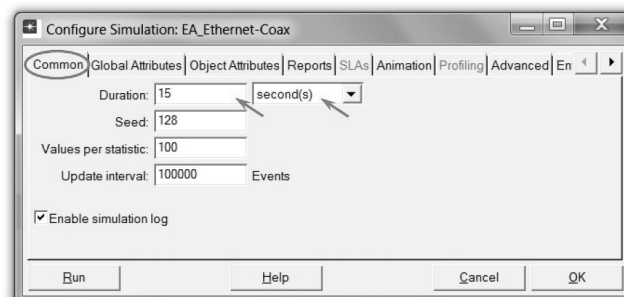 Configure Simulation: EA_Ethernet-Coax
Common Global Attributes Object Attributes Reports SLAs Animation Profiling Advanced En
Duration: 15 second(s)
Seed: 128
Values per statistic: 100
Update interval: 100000 Events
Enable simulation log
Run Help Cancel OK